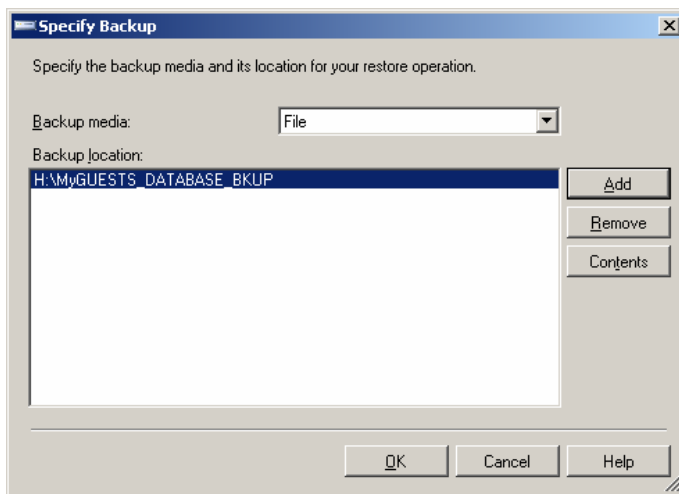 Specify Backup
Specify the backup media and its location for your restore operation.
Backup media:
File
Backup location:
H:\MyGUESTS_DATABASE_BKUP
Add
Remove
Contents
OK
Cancel
Help